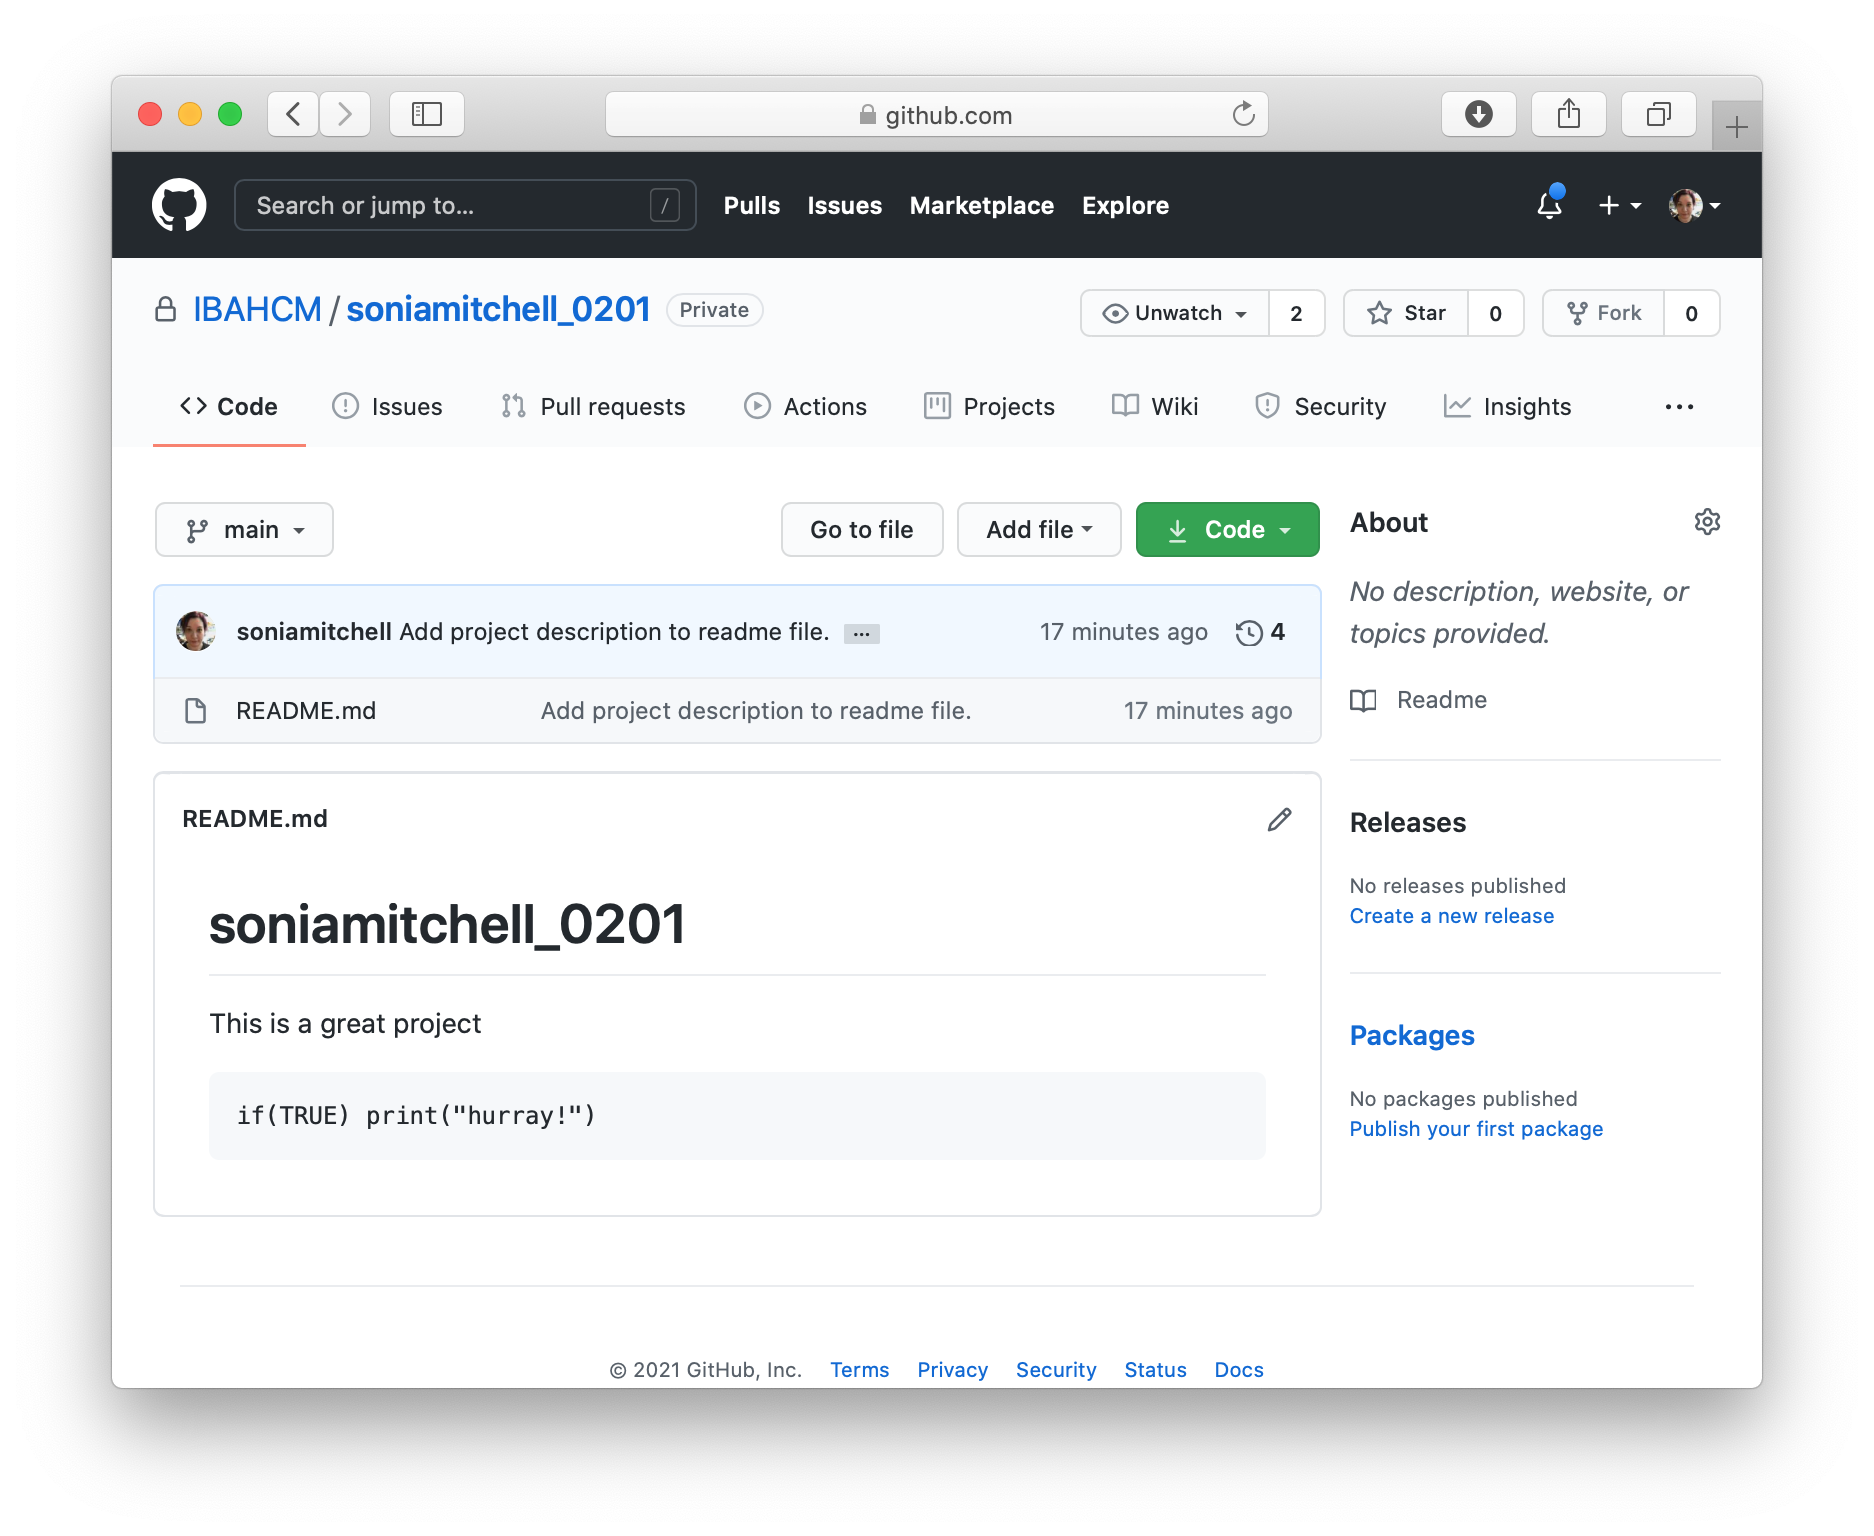 github.com
Search or jump to... /
Pulls Issues Marketplace Explore
IBAHCM / soniamitchell_0201 Private
Unwatch 2 Star 0 Fork 0
Code Issues Pull requests Actions Projects Wiki Security Insights ...
main Go to file Add file Code
soniamitchell Add project description to readme file. ... 17 minutes ago 4
README.md Add project description to readme file. 17 minutes ago
README.md
soniamitchell_0201
This is a great project
if(TRUE) print("hurray!")
About
No description, website, or
topics provided.
Readme
Releases
No releases published
Create a new release
Packages
No packages published
Publish your first package
© 2021 GitHub, Inc. Terms Privacy Security Status Docs